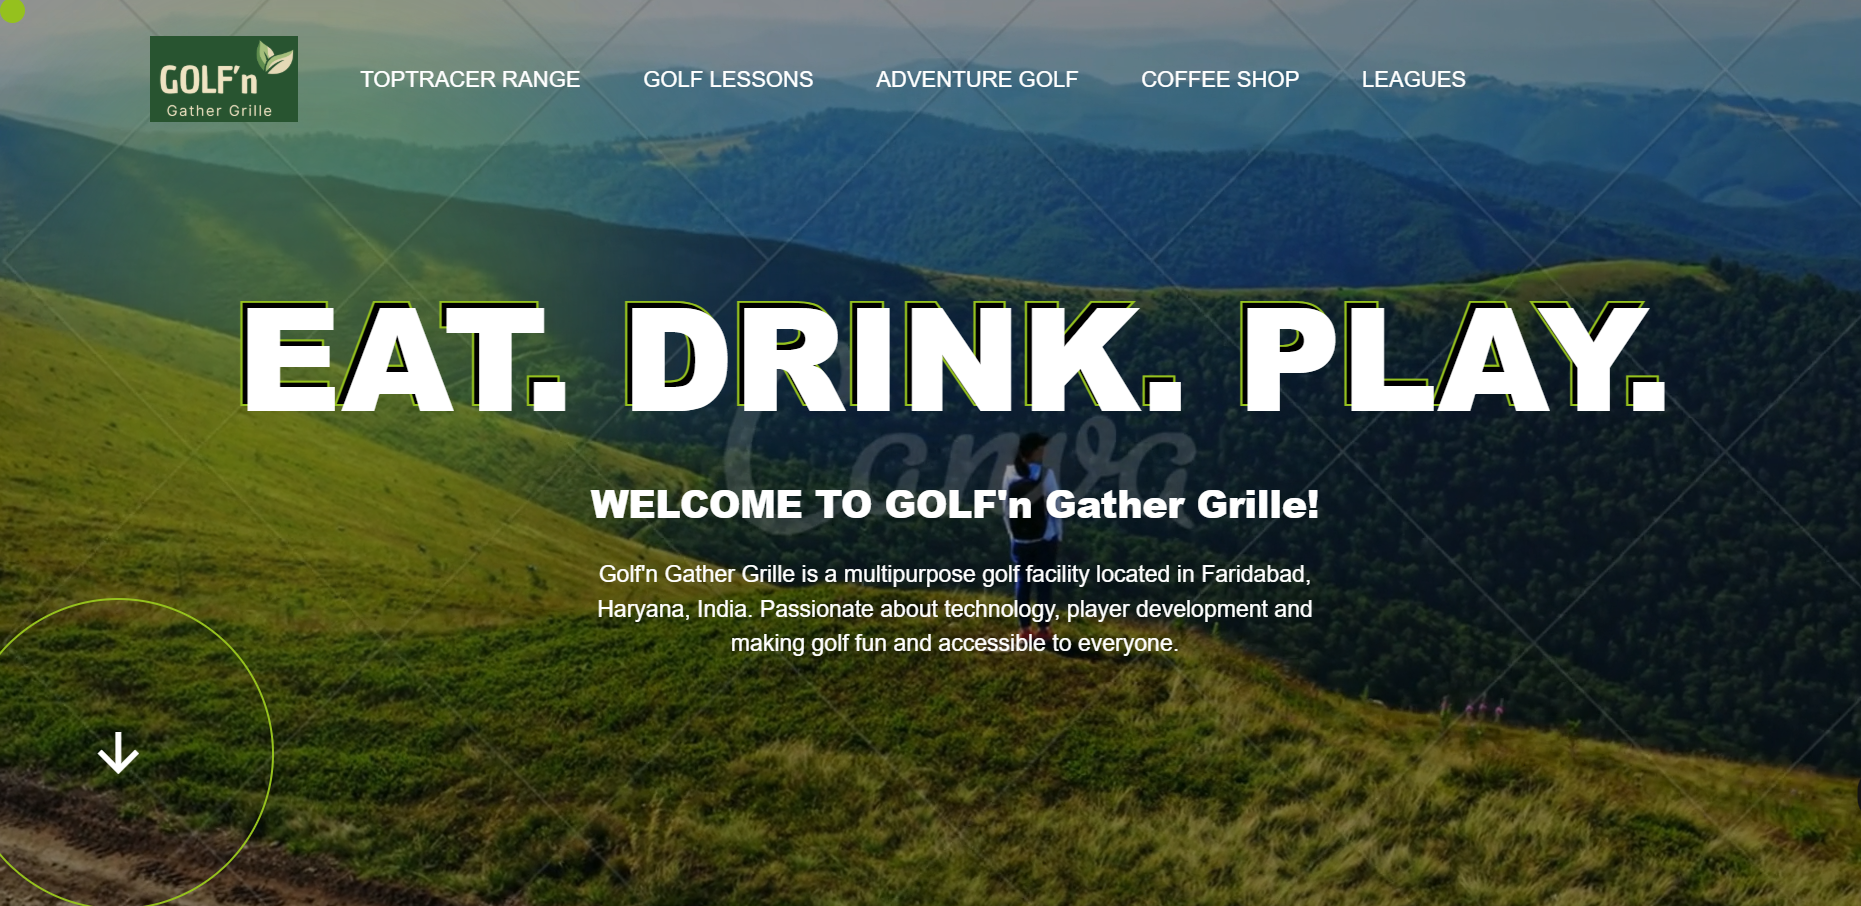 GOLF'n
Gather Grille
TOPTRACER RANGE
GOLF LESSONS
ADVENTURE GOLF
COFFEE SHOP
LEAGUES
EAT. DRINK. PLAY.
Canva
WELCOME TO GOLF'n Gather Grille!
Golf'n Gather Grille is a multipurpose golf facility located in Faridabad,
Haryana, India. Passionate about technology, player development and
making golf fun and accessible to everyone.